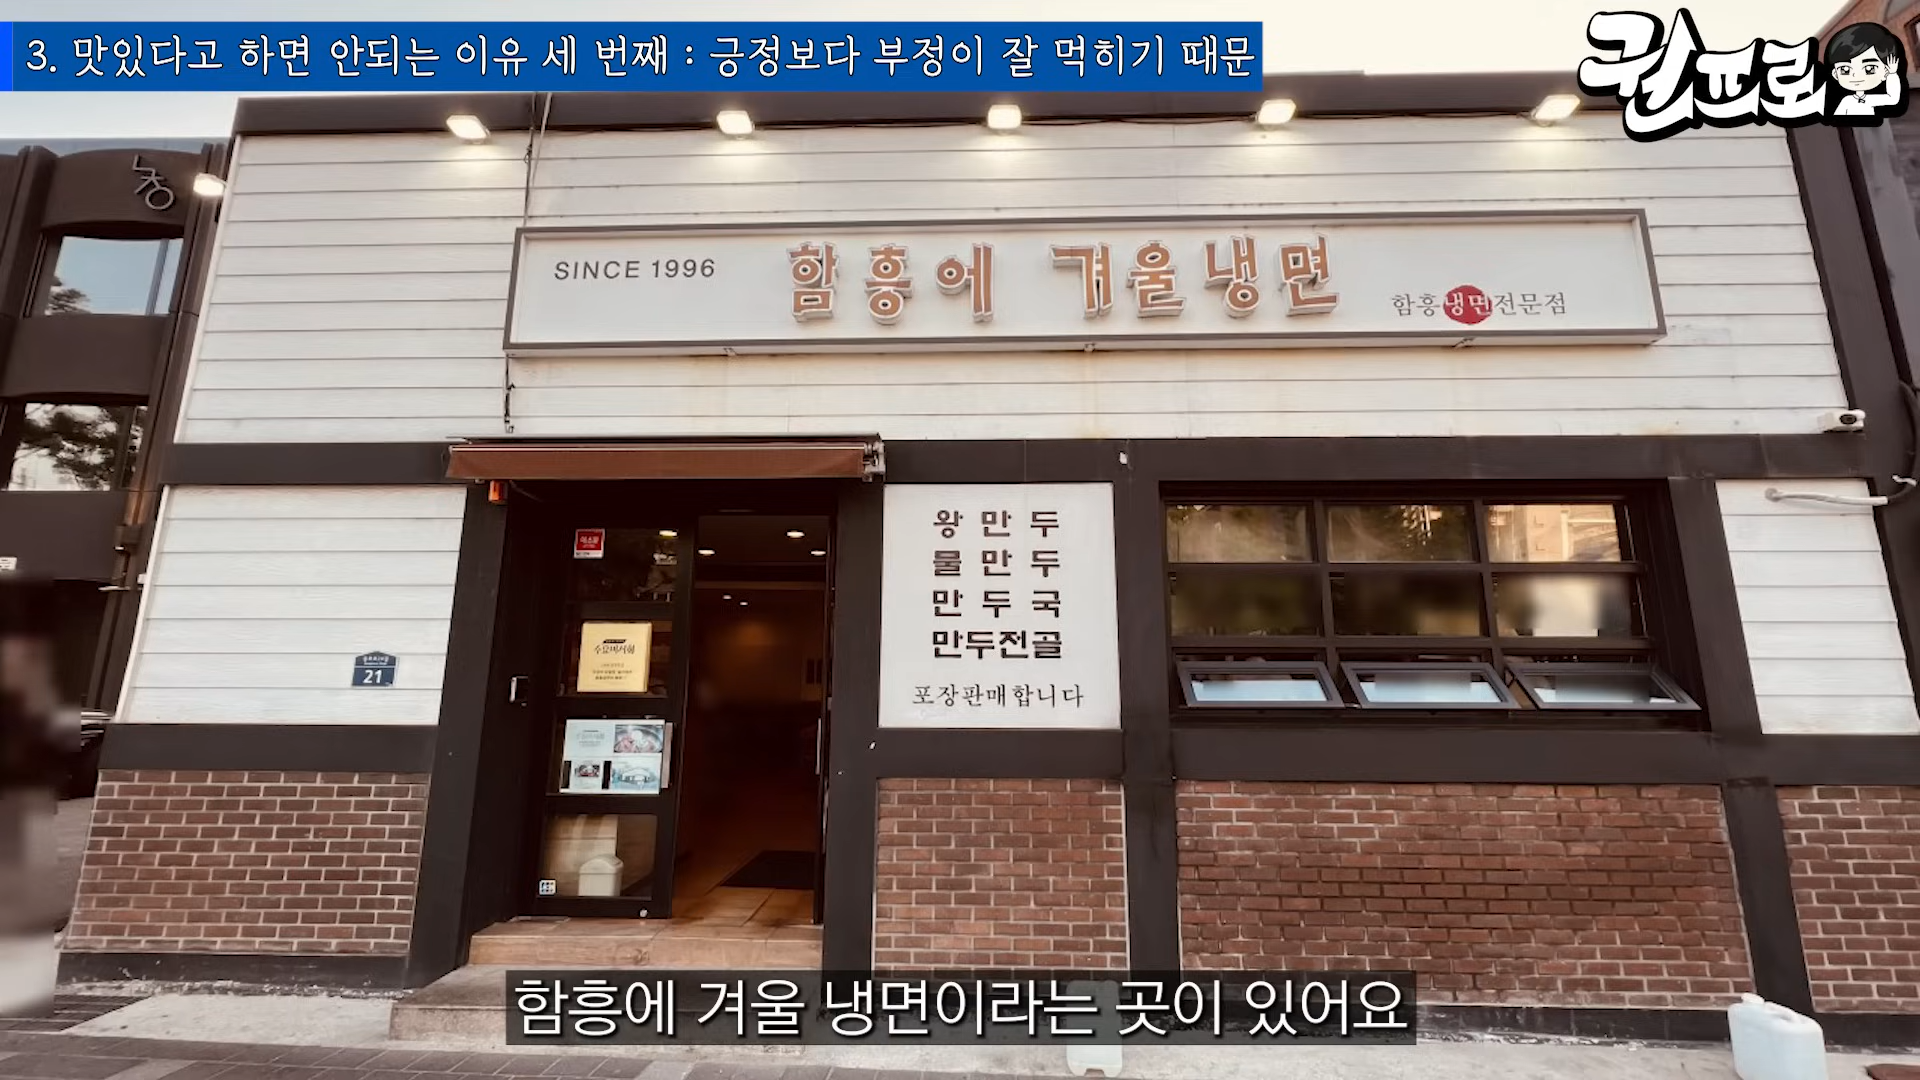 3. 맛있다고 하면 안되는 이유 세 번째 : 긍정보다 부정이 잘 먹히기 때문
권프로
SINCE 1996
함흥에 겨울냉면
함흥냉면전문점
왕만두
물만두
만두국
만두전골
포장판매합니다
21
함흥에 겨울 냉면이라는 곳이 있어요